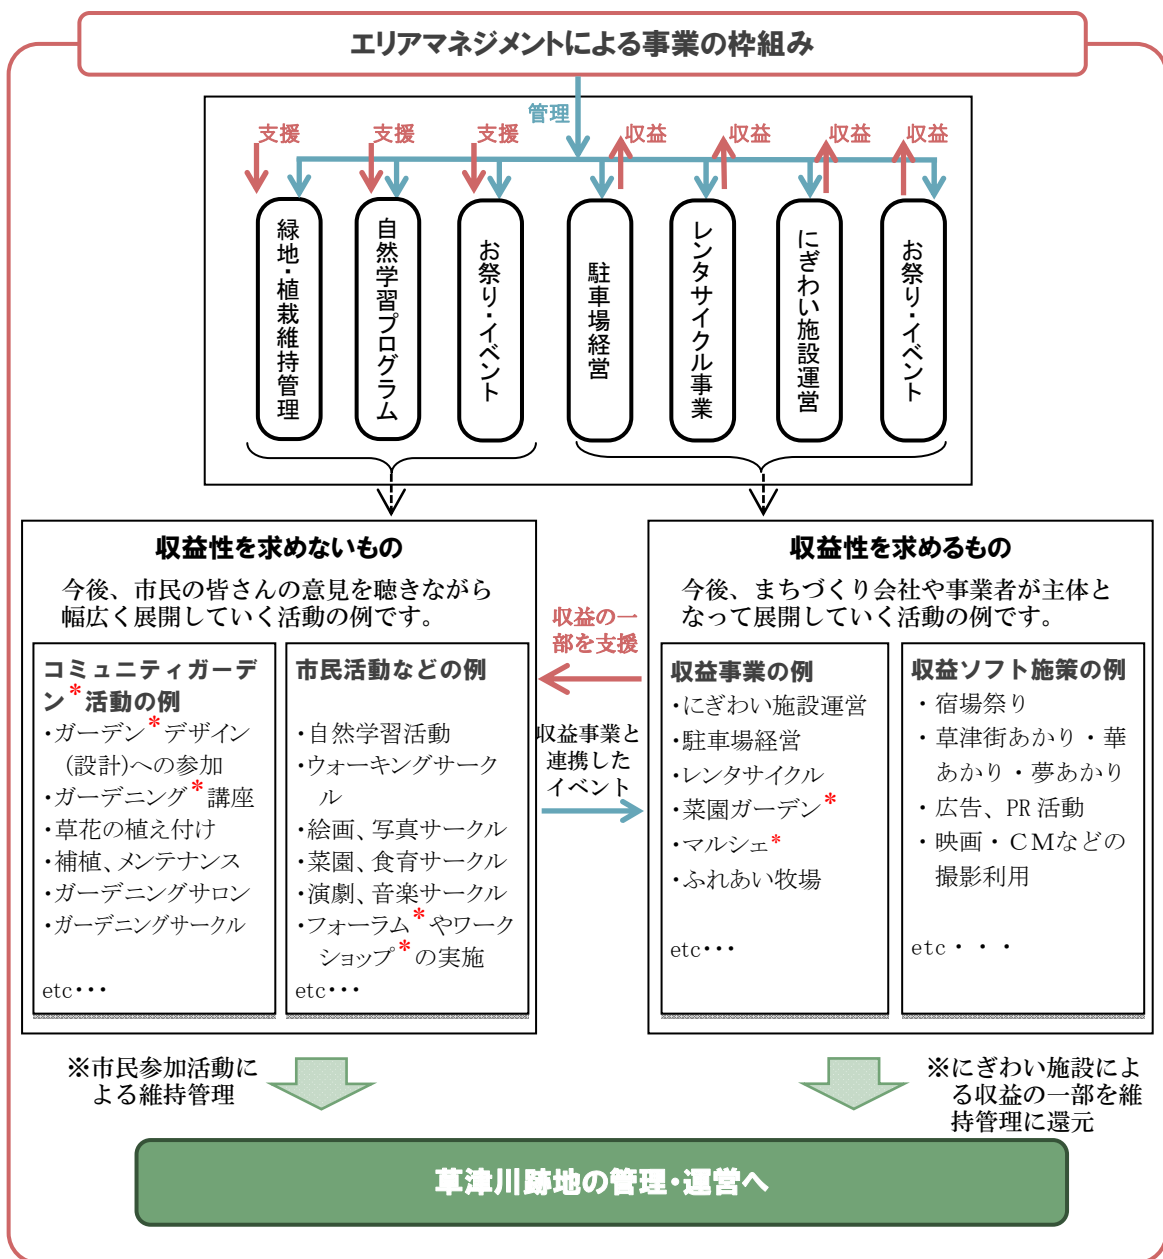 エリアマネジメントによる事業の枠組み
管理
支援
支援
支援
収益
収益
収益
収益
緑地・植栽維持管理
自然学習プログラム
お祭り・イベント
駐車場経営
レンタサイクル事業
にぎわい施設運営
お祭り・イベント
収益性を求めないもの
今後、市民の皆さんの意見を聴きながら
幅広く展開していく活動の例です。
コミュニティガーデ
ン*活動の例
・ガーデン*デザイン
(設計)への参加
・ガーデニング*講座
・草花の植え付け
・補植、メンテナンス
・ガーデニングサロン
・ガーデニングサークル
etc・・・
市民活動などの例
・自然学習活動
・ウォーキングサーク
ル
・絵画、写真サークル
・菜園、食育サークル
・演劇、音楽サークル
・フォーラム*やワーク
ショップ*の実施
etc・・・
収益の一
部を支援
収益事業と
連携した
イベント
収益性を求めるもの
今後、まちづくり会社や事業者が主体と
なって展開していく活動の例です。
収益事業の例
・にぎわい施設運営
・駐車場経営
・レンタサイクル
・菜園ガーデン*
・マルシェ*
・ふれあい牧場
etc・・・
収益ソフト施策の例
・宿場祭り
・草津街あかり・華
あかり・夢あかり
・広告、PR 活動
・映画・ＣＭなどの
撮影利用
etc・・・
※市民参加活動に
よる維持管理
※にぎわい施設によ
る収益の一部を維
持管理に還元
草津川跡地の管理・運営へ